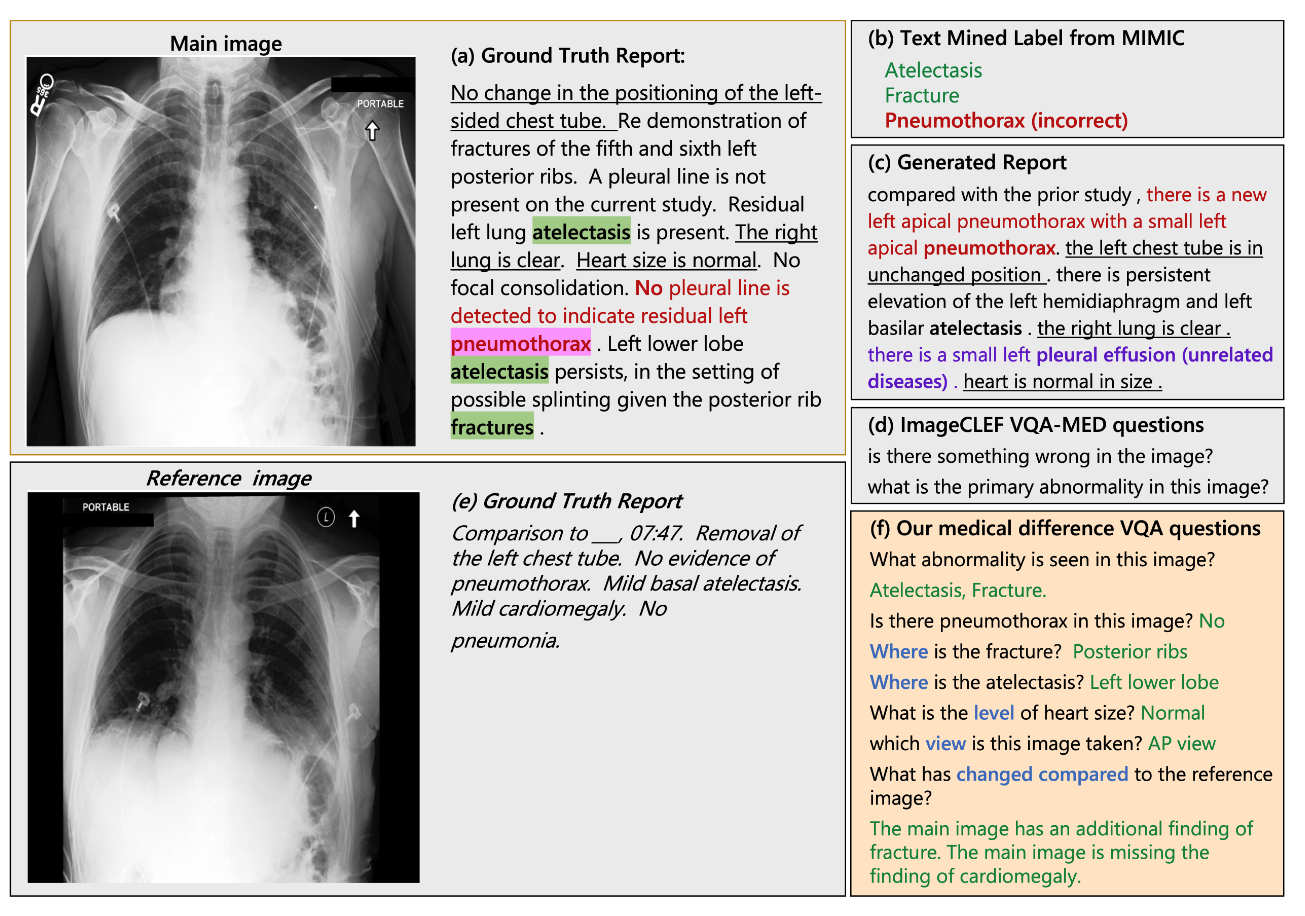 Main image
R
PORTABLE
(a) Ground Truth Report:
No change in the positioning of the left-
sided chest tube. Re demonstration of
fractures of the fifth and sixth left
posterior ribs. A pleural line is not
present on the current study. Residual
left lung atelectasis is present. The right
lung is clear. Heart size is normal. No
focal consolidation. No pleural line is
detected to indicate residual left
pneumothorax . Left lower lobe
atelectasis persists, in the setting of
possible splinting given the posterior rib
fractures .
Reference image
PORTABLE
L
(e) Ground Truth Report
Comparison to ___, 07:47. Removal of
the left chest tube. No evidence of
pneumothorax. Mild basal atelectasis.
Mild cardiomegaly. No
pneumonia.
(b) Text Mined Label from MIMIC
Atelectasis
Fracture
Pneumothorax (incorrect)
(c) Generated Report
compared with the prior study , there is a new
left apical pneumothorax with a small left
apical pneumothorax. the left chest tube is in
unchanged position . there is persistent
elevation of the left hemidiaphragm and left
basilar atelectasis . the right lung is clear .
there is a small left pleural effusion (unrelated
diseases) . heart is normal in size .
(d) ImageCLEF VQA-MED questions
is there something wrong in the image?
what is the primary abnormality in this image?
(f) Our medical difference VQA questions
What abnormality is seen in this image?
Atelectasis, Fracture.
Is there pneumothorax in this image? No
Where is the fracture? Posterior ribs
Where is the atelectasis? Left lower lobe
What is the level of heart size? Normal
which view is this image taken? AP view
What has changed compared to the reference
image?
The main image has an additional finding of
fracture. The main image is missing the
finding of cardiomegaly.